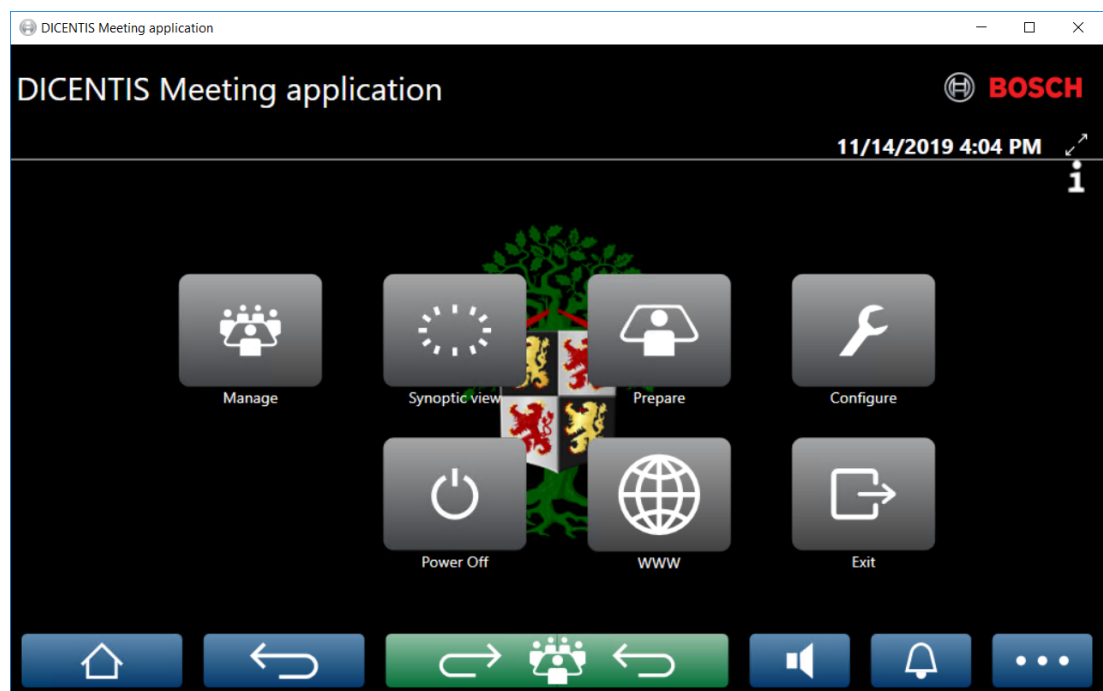 DICENTIS Meeting application
DICENTIS Meeting application
BOSCH
11/14/2019 4:04 PM
Manage
Synoptic view
Prepare
Configure
Power Off
WWW
Exit